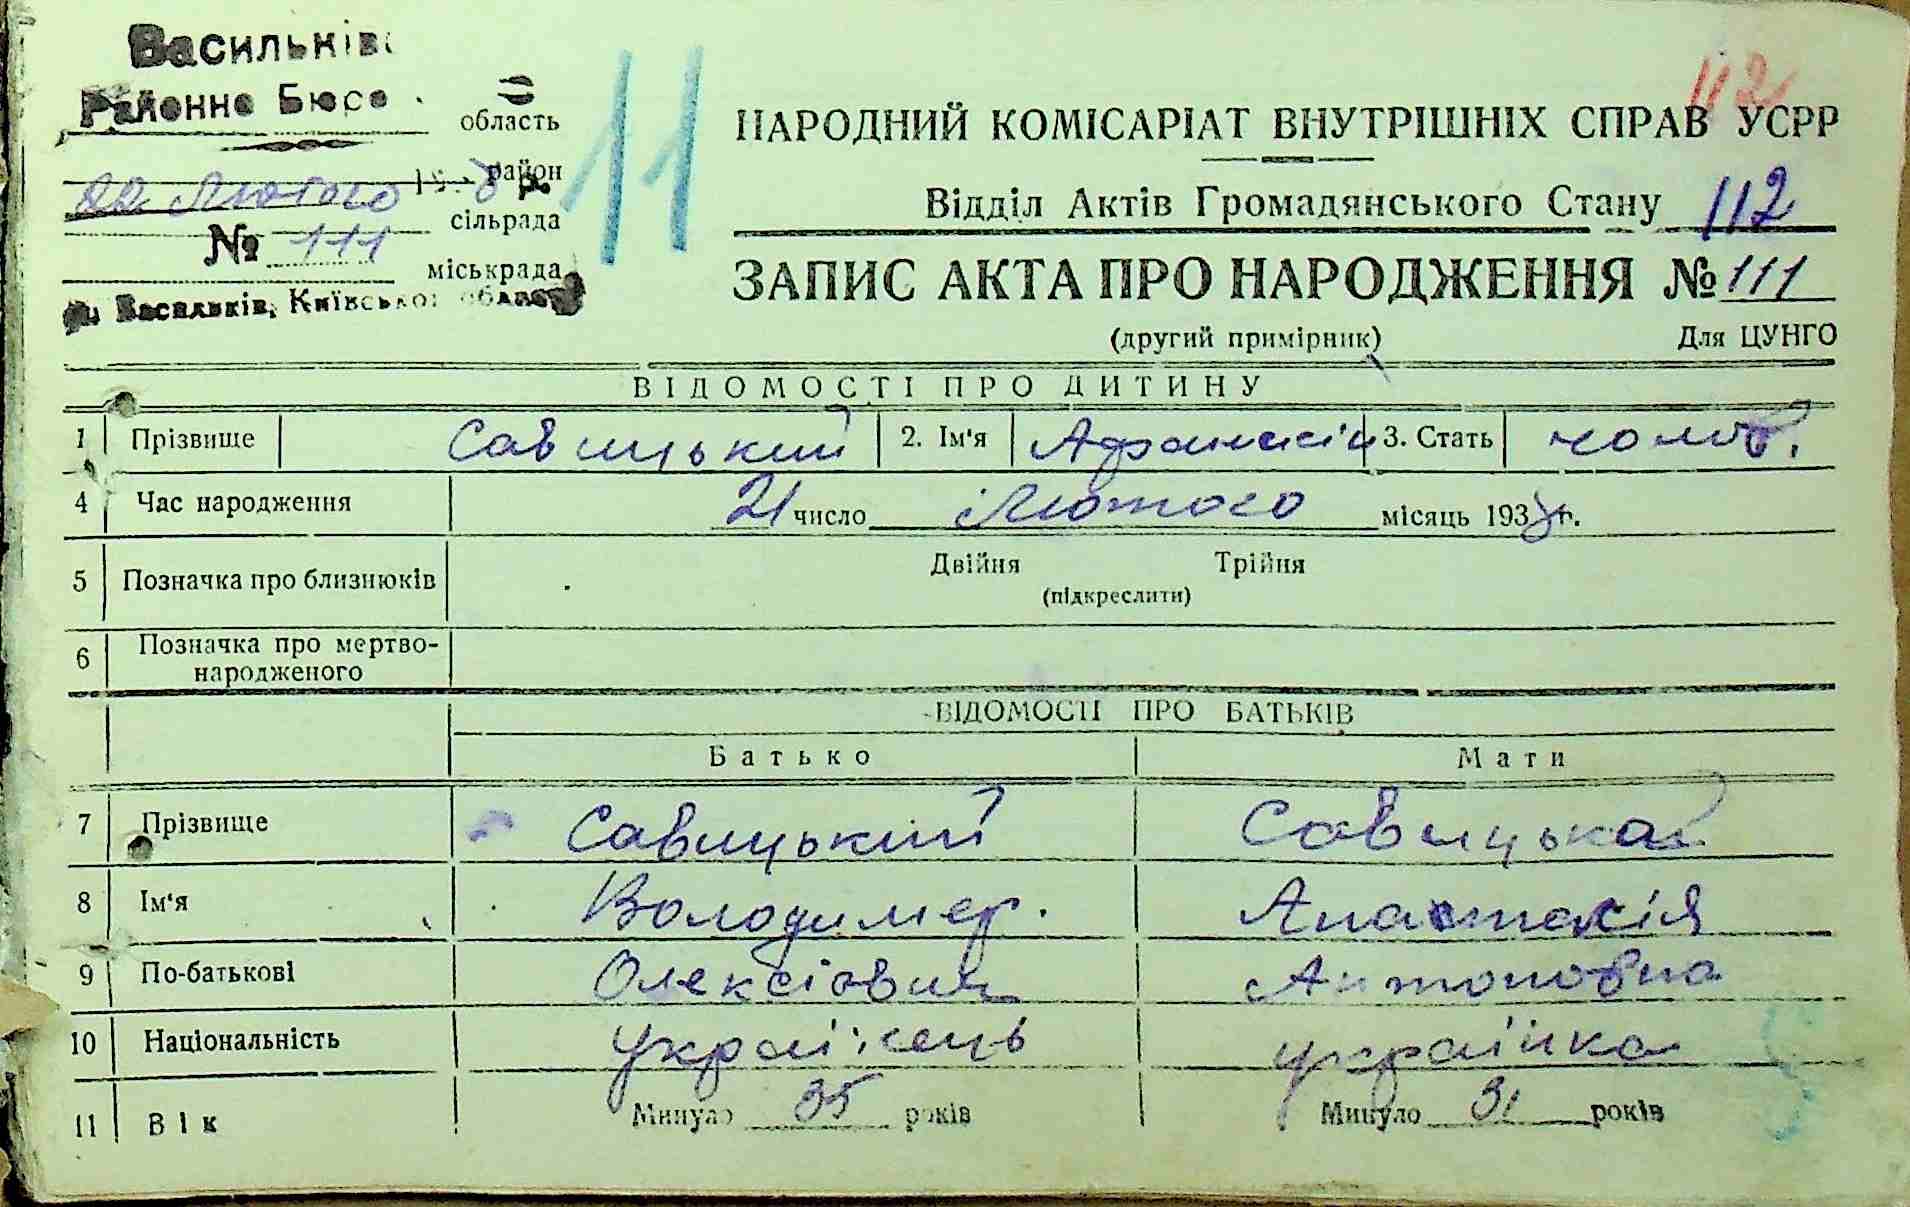 Васильків
Районне Бюро
область
11
112
НАРОДНИЙ КОМІСАРІАТ ВНУТРІШНІХ СПРАВ УСРР
район
22 Лютого 19 8 р.
Відділ Актів Громадянського Стану 112
сільрада
№ 111
міськрада
м. Васильків, Київської області
ЗАПИС АКТА ПРО НАРОДЖЕННЯ № 111
(другий примірник) Для ЦУНГО
ВІДОМОСТІ ПРО ДИТИНУ
1 Прізвище Савицький 2. Ім'я Афанасій 3. Стать чолов.
4 Час народження 21 число Лютого місяць 1938 р.
5 Позначка про близнюків Двійня Трійня
(підкреслити)
6 Позначка про мертво-
народженого
ВІДОМОСТІ ПРО БАТЬКІВ
Батько Мати
7 Прізвище Савицький Савицька
8 Ім'я Володимер. Анастасія
9 По-батькові Олексієвич Антоновна
10 Національність Українець українка
11 Вік Минуло 35 років Минуло 31 років